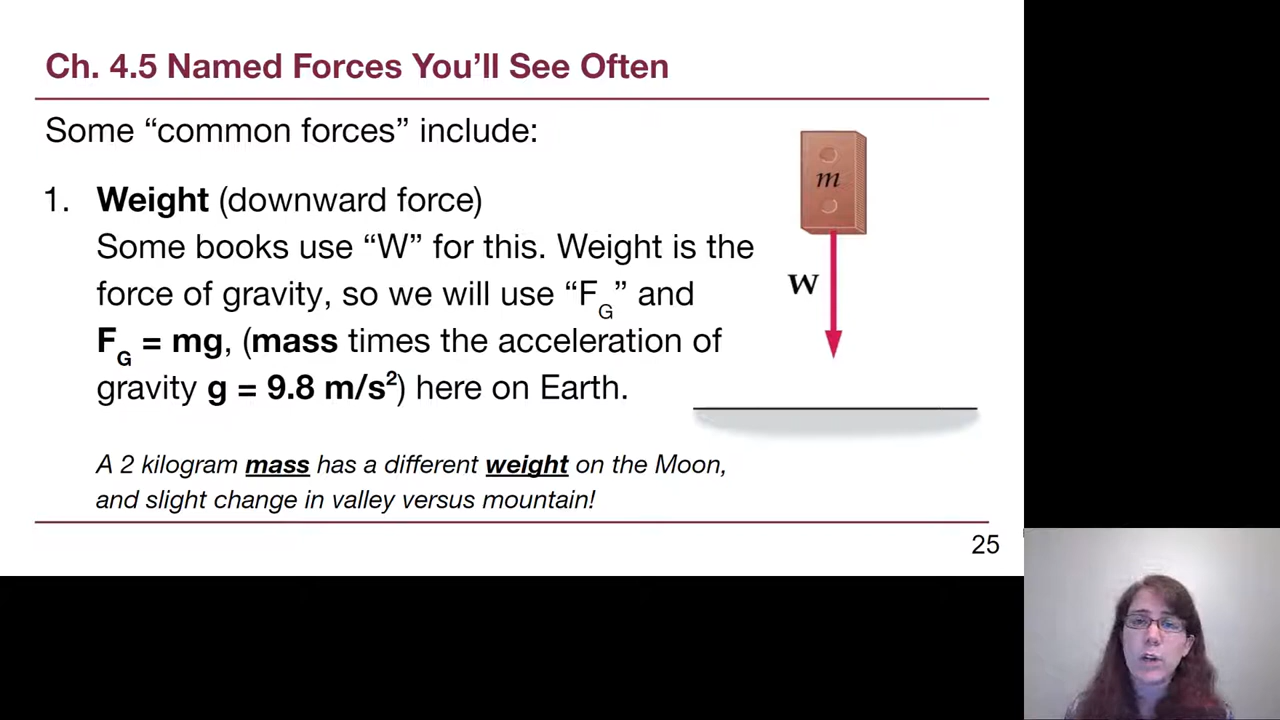 Ch. 4.5 Named Forces You’ll See Often
Some “common forces” include:
1. Weight (downward force)
Some books use “W” for this. Weight is the
force of gravity, so we will use “F_G” and
F_G = mg, (mass times the acceleration of
gravity g = 9.8 m/s²) here on Earth.
A 2 kilogram mass has a different weight on the Moon,
and slight change in valley versus mountain!
m
W
25